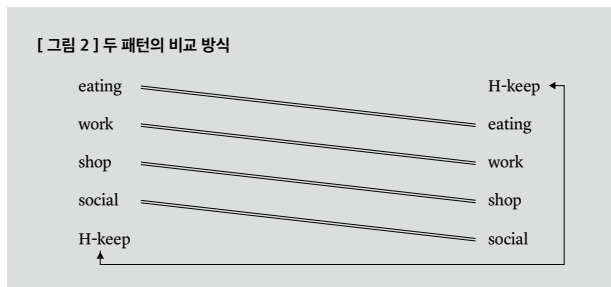 [ 그림 2 ] 두 패턴의 비교 방식
eating H-keep
work eating
shop work
social shop
H-keep social